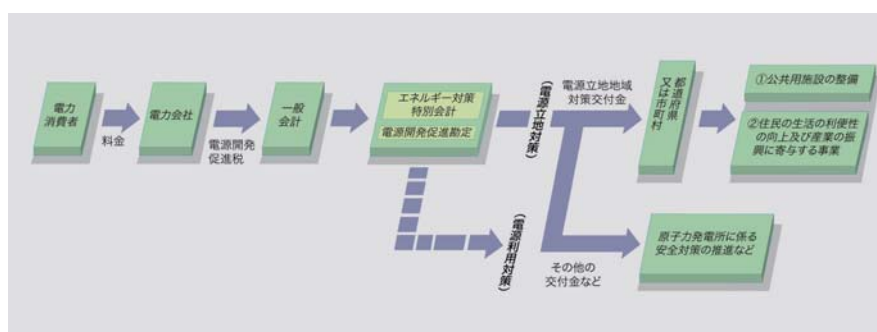 電力
消費者
料金
電力会社
電源開発
促進税
一般
会計
エネルギー対策
特別会計
電源開発促進勘定
(電源立地対策)
(電源利用対策)
電源立地地域
対策交付金
その他の
交付金など
都道府県
又は市町村
①公共用施設の整備
②住民の生活の利便性
の向上及び産業の振
興に寄与する事業
原子力発電所に係る
安全対策の推進など